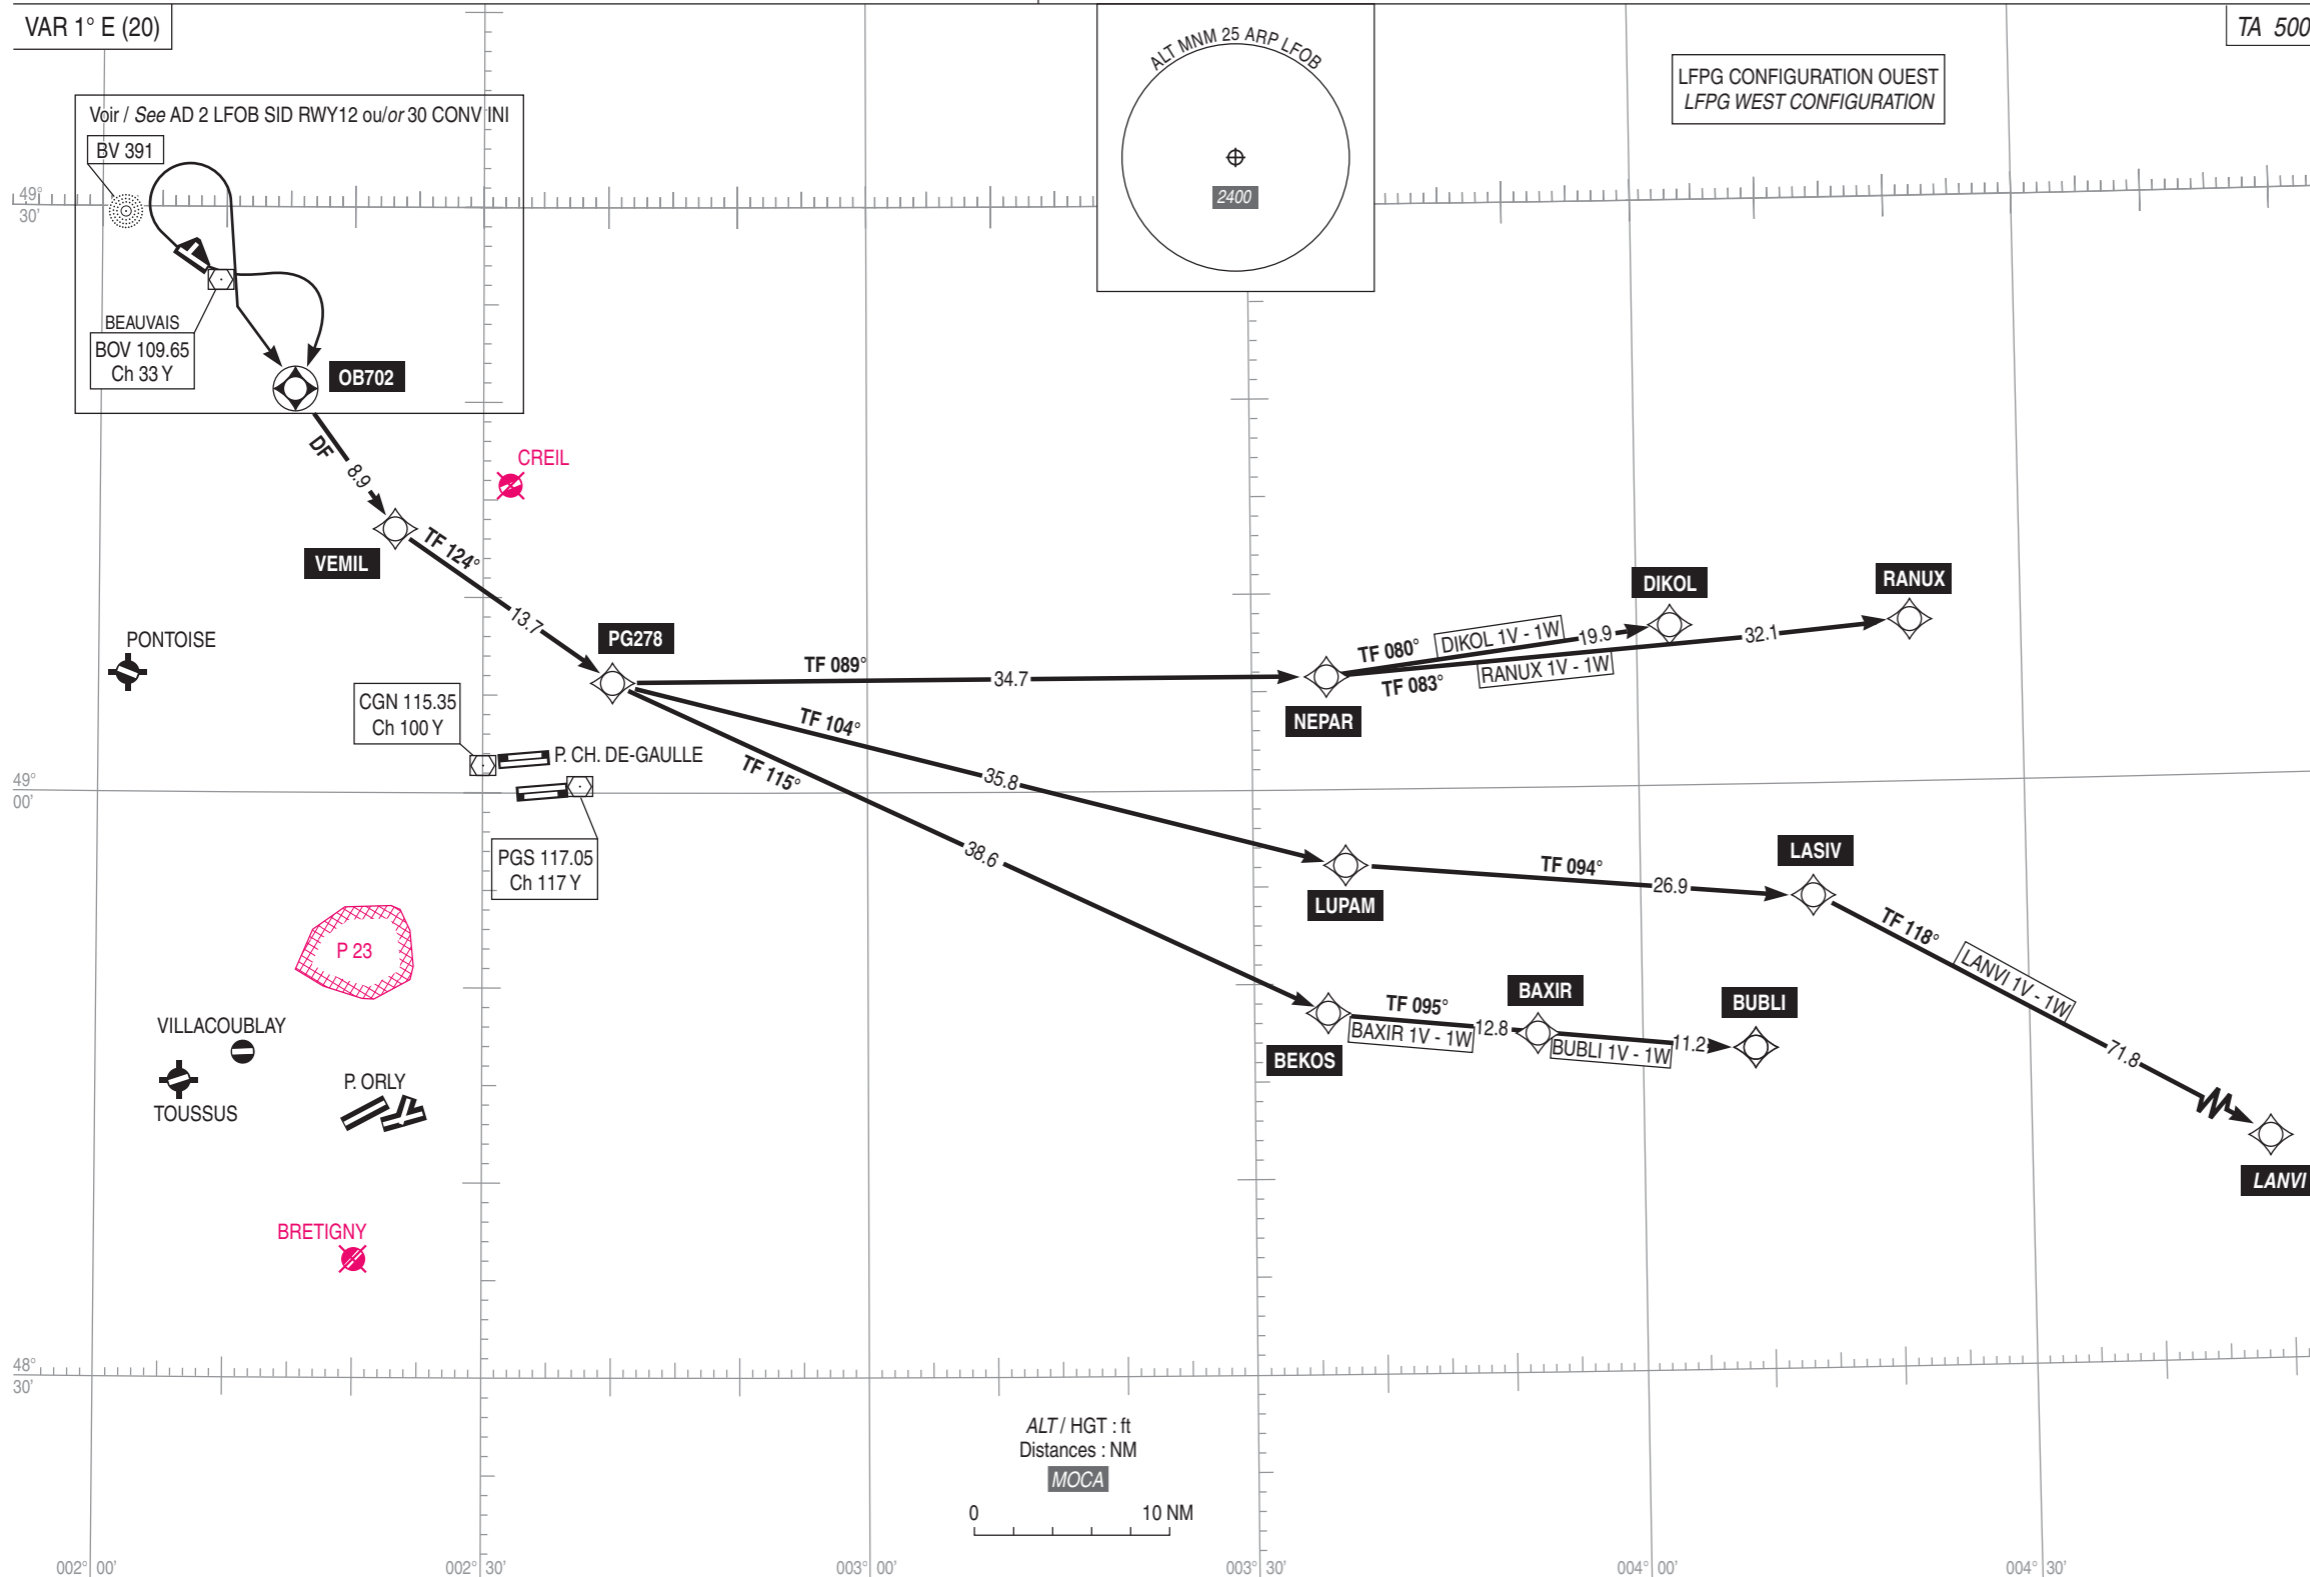 VAR 1° E (20)
ALT MNM 25 ARP LFOB
2400
LFPG CONFIGURATION OUEST
LFPG WEST CONFIGURATION
TA 500
Voir / See AD 2 LFOB SID RWY12 ou/or 30 CONV INI
BV 391
49°
30'
BEAUVAIS
BOV 109.65
Ch 33 Y
OB702
DF
8.9
CREIL
VEMIL
TF 124°
13.7
PONTOISE
PG278
CGN 115.35
Ch 100 Y
P. CH. DE-GAULLE
PGS 117.05
Ch 117 Y
TF 089°
34.7
NEPAR
TF 080°
DIKOL 1V - 1W
19.9
DIKOL
TF 083°
RANUX 1V - 1W
32.1
RANUX
49°
00'
TF 104°
35.8
LUPAM
TF 094°
26.9
LASIV
TF 118°
LANVI 1V - 1W
71.8
LANVI
TF 115°
38.6
BEKOS
TF 095°
BAXIR 1V - 1W
12.8
BAXIR
BUBLI 1V - 1W
11.2
BUBLI
P 23
VILLACOUBLAY
TOUSSUS
P. ORLY
BRETIGNY
48°
30'
ALT / HGT : ft
Distances : NM
MOCA
0 10 NM
002° 00'
002° 30'
003° 00'
003° 30'
004° 00'
004° 30'